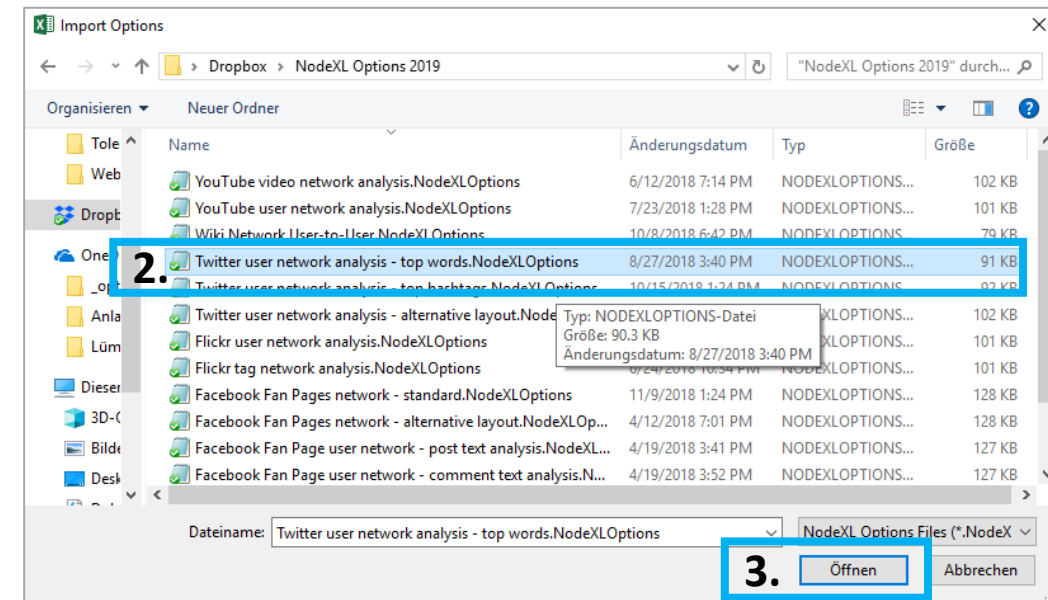 Import Options
Dropbox > NodeXL Options 2019
"NodeXL Options 2019" durch...
Organisieren
Neuer Ordner
Name
Änderungsdatum
Typ
Größe
Tole
Web
Dropb
One
_opt
Anla
Lüm
Dieser
3D-O
Bilde
Desk
YouTube video network analysis.NodeXLOptions 6/12/2018 7:14 PM NODEXLOPTIONS... 102 KB
YouTube user network analysis.NodeXLOptions 7/23/2018 1:28 PM NODEXLOPTIONS... 101 KB
Wiki Network User-to-User.NodeXLOptions 10/8/2018 6:42 PM NODEXLOPTIONS... 79 KB
2.
Twitter user network analysis - top words.NodeXLOptions 8/27/2018 3:40 PM NODEXLOPTIONS... 91 KB
Twitter user network analysis - top hashtags.NodeXLOptions 10/15/2018 1:24 PM NODEXLOPTIONS... 92 KB
Twitter user network analysis - alternative layout.Node XLOPTIONS... 102 KB
Flickr user network analysis.NodeXLOptions XLOPTIONS... 101 KB
Flickr tag network analysis.NodeXLOptions 6/24/2018 10:54 PM NODEXLOPTIONS... 101 KB
Facebook Fan Pages network - standard.NodeXLOptions 11/9/2018 1:24 PM NODEXLOPTIONS... 128 KB
Facebook Fan Pages network - alternative layout.NodeXLOp... 4/12/2018 7:01 PM NODEXLOPTIONS... 128 KB
Facebook Fan Page user network - post text analysis.NodeXL... 4/19/2018 3:41 PM NODEXLOPTIONS... 127 KB
Facebook Fan Page user network - comment text analysis.N... 4/19/2018 3:52 PM NODEXLOPTIONS... 127 KB
Typ: NODEXLOPTIONS-Datei
Größe: 90.3 KB
Änderungsdatum: 8/27/2018 3:40 PM
Dateiname:
Twitter user network analysis - top words.NodeXLOptions
NodeXL Options Files (*.NodeX
3.
Öffnen
Abbrechen